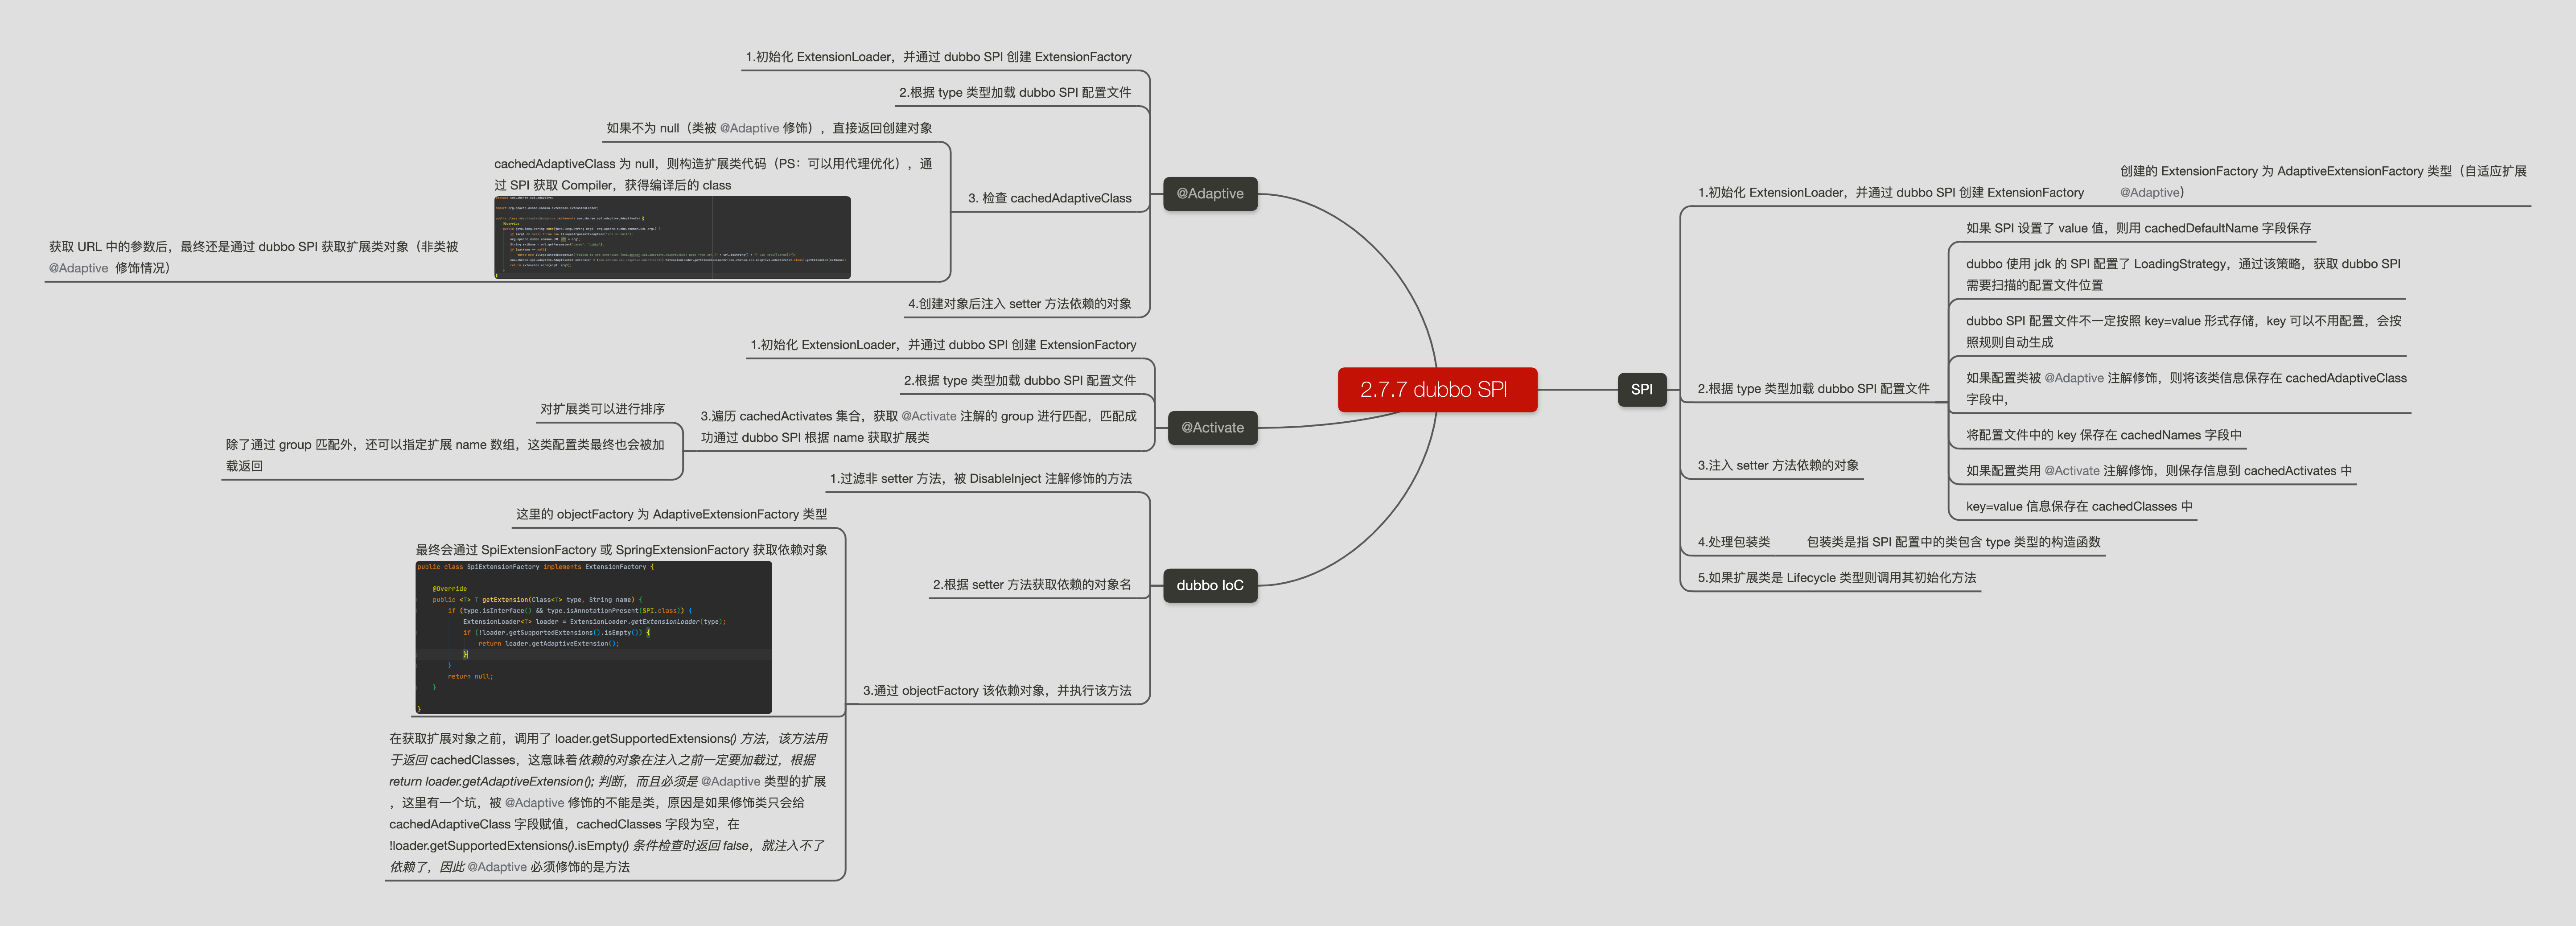 2.7.7 dubbo SPI
@Adaptive
1.初始化 ExtensionLoader，并通过 dubbo SPI 创建 ExtensionFactory
2.根据 type 类型加载 dubbo SPI 配置文件
3. 检查 cachedAdaptiveClass
如果不为 null（类被 @Adaptive 修饰），直接返回创建对象
cachedAdaptiveClass 为 null，则构造扩展类代码（PS：可以用代理优化），通
过 SPI 获取 Compiler，获得编译后的 class
获取 URL 中的参数后，最终还是通过 dubbo SPI 获取扩展类对象（非类被
@Adaptive 修饰情况）
4.创建对象后注入 setter 方法依赖的对象
@Activate
1.初始化 ExtensionLoader，并通过 dubbo SPI 创建 ExtensionFactory
2.根据 type 类型加载 dubbo SPI 配置文件
3.遍历 cachedActivates 集合，获取 @Activate 注解的 group 进行匹配，匹配成
功通过 dubbo SPI 根据 name 获取扩展类
对扩展类可以进行排序
除了通过 group 匹配外，还可以指定扩展 name 数组，这类配置类最终也会被加
载返回
dubbo IoC
1.过滤非 setter 方法，被 DisableInject 注解修饰的方法
2.根据 setter 方法获取依赖的对象名
3.通过 objectFactory 该依赖对象，并执行该方法
这里的 objectFactory 为 AdaptiveExtensionFactory 类型
最终会通过 SpiExtensionFactory 或 SpringExtensionFactory 获取依赖对象
public class SpiExtensionFactory implements ExtensionFactory {
@Override
public <T> T getExtension(Class<T> type, String name) {
if (type.isInterface() && type.isAnnotationPresent(SPI.class)) {
ExtensionLoader<T> loader = ExtensionLoader.getExtensionLoader(type);
if (!loader.getSupportedExtensions().isEmpty()) {
return loader.getAdaptiveExtension();
}
}
return null;
}
}
在获取扩展对象之前，调用了 loader.getSupportedExtensions() 方法，该方法用
于返回 cachedClasses，这意味着依赖的对象在注入之前一定要加载过，根据
return loader.getAdaptiveExtension(); 判断，而且必须是 @Adaptive 类型的扩展
，这里有一个坑，被 @Adaptive 修饰的不能是类，原因是如果修饰类只会给
cachedAdaptiveClass 字段赋值，cachedClasses 字段为空，在
!loader.getSupportedExtensions().isEmpty() 条件检查时返回 false，就注入不了
依赖了，因此 @Adaptive 必须修饰的是方法
SPI
1.初始化 ExtensionLoader，并通过 dubbo SPI 创建 ExtensionFactory
创建的 ExtensionFactory 为 AdaptiveExtensionFactory 类型（自适应扩展
@Adaptive）
2.根据 type 类型加载 dubbo SPI 配置文件
如果 SPI 设置了 value 值，则用 cachedDefaultName 字段保存
dubbo 使用 jdk 的 SPI 配置了 LoadingStrategy，通过该策略，获取 dubbo SPI
需要扫描的配置文件位置
dubbo SPI 配置文件不一定按照 key=value 形式存储，key 可以不用配置，会按
照规则自动生成
如果配置类被 @Adaptive 注解修饰，则将该类信息保存在 cachedAdaptiveClass
字段中，
将配置文件中的 key 保存在 cachedNames 字段中
如果配置类用 @Activate 注解修饰，则保存信息到 cachedActivates 中
key=value 信息保存在 cachedClasses 中
3.注入 setter 方法依赖的对象
4.处理包装类
包装类是指 SPI 配置中的类包含 type 类型的构造函数
5.如果扩展类是 Lifecycle 类型则调用其初始化方法